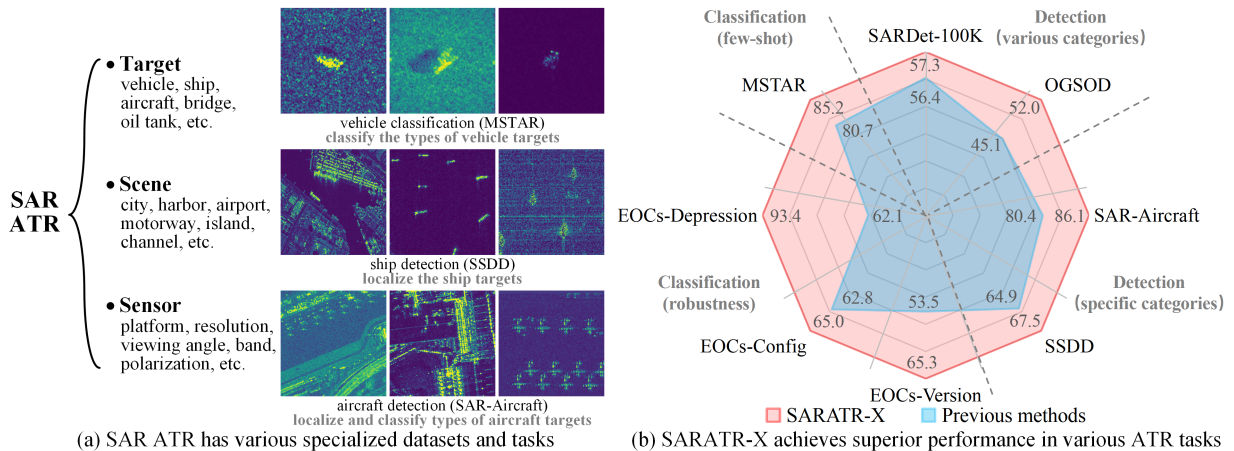 SAR
ATR
• Target
vehicle, ship,
aircraft, bridge,
oil tank, etc.
• Scene
city, harbor, airport,
motorway, island,
channel, etc.
• Sensor
platform, resolution,
viewing angle, band,
polarization, etc.
vehicle classification (MSTAR)
classify the types of vehicle targets
ship detection (SSDD)
localize the ship targets
aircraft detection (SAR-Aircraft)
localize and classify types of aircraft targets
(a) SAR ATR has various specialized datasets and tasks
Classification
(few-shot)
Detection
(various categories)
SARDet-100K
57.3
56.4
MSTAR
85.2
80.7
OGSOD
52.0
45.1
EOCs-Depression
93.4
62.1
80.4
86.1
SAR-Aircraft
Classification
(robustness)
Detection
(specific categories)
62.8
65.0
EOCs-Config
53.5
65.3
EOCs-Version
64.9
67.5
SSDD
SARATR-X
Previous methods
(b) SARATR-X achieves superior performance in various ATR tasks